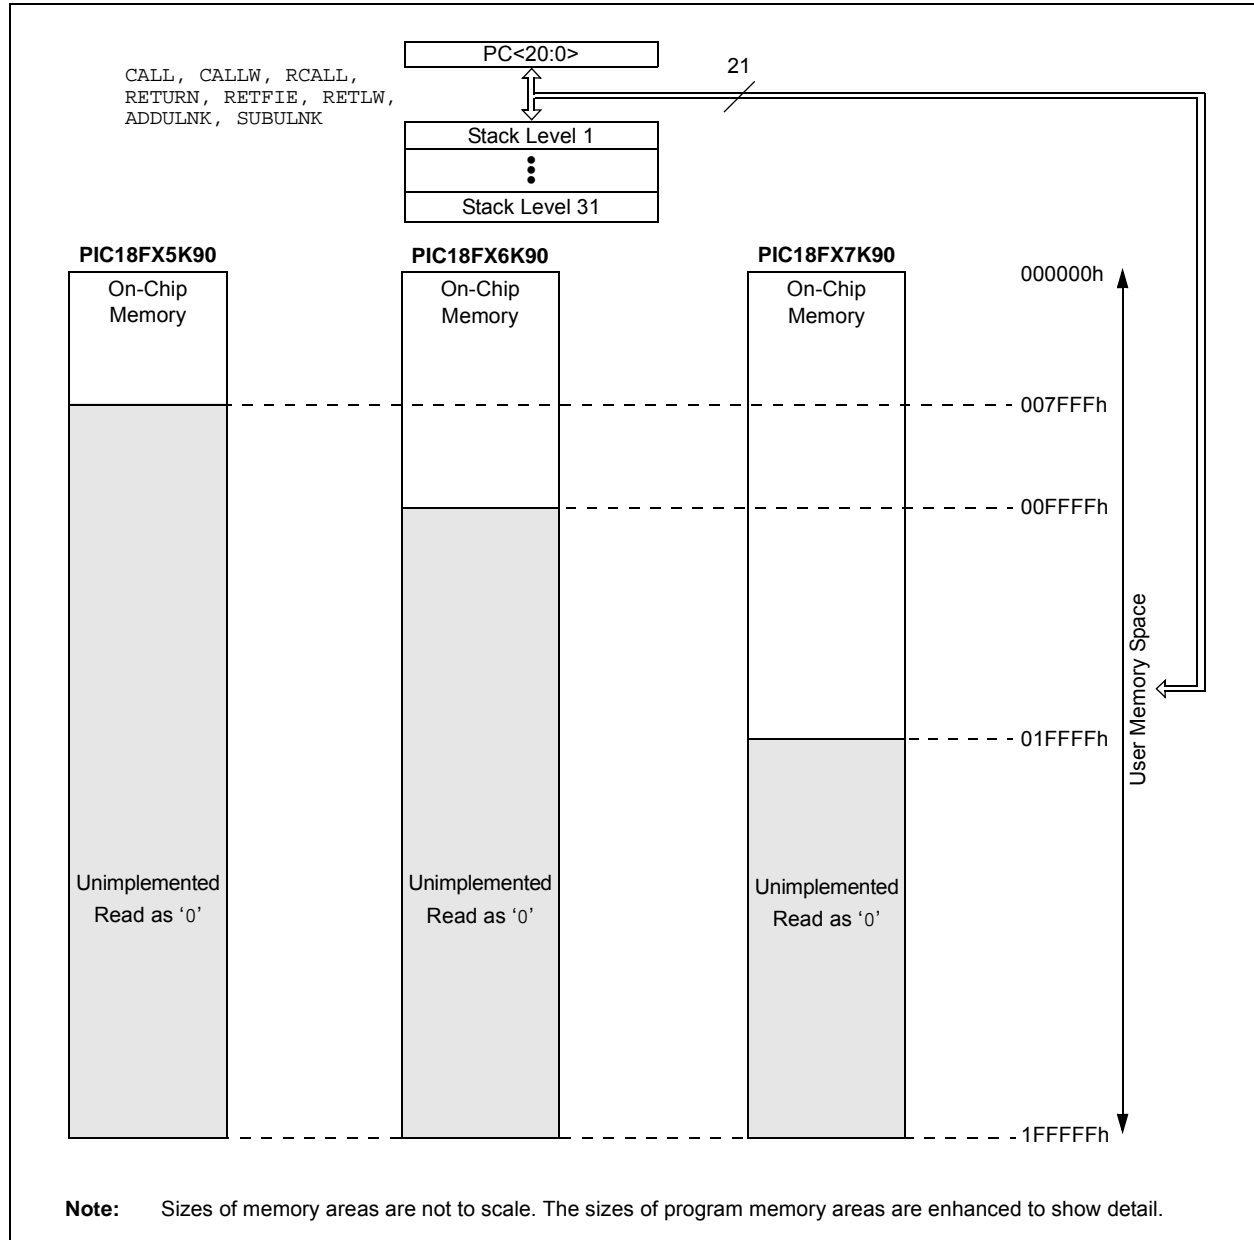 PC<20:0>
21
CALL, CALLW, RCALL,
RETURN, RETFIE, RETLW,
ADDULNK, SUBULNK
Stack Level 1
Stack Level 31
PIC18FX5K90
PIC18FX6K90
PIC18FX7K90
On-Chip
Memory
On-Chip
Memory
On-Chip
Memory
000000h
007FFFh
00FFFFh
01FFFFh
User Memory Space
Unimplemented
Read as ‘0’
Unimplemented
Read as ‘0’
Unimplemented
Read as ‘0’
1FFFFFh
Note: Sizes of memory areas are not to scale. The sizes of program memory areas are enhanced to show detail.